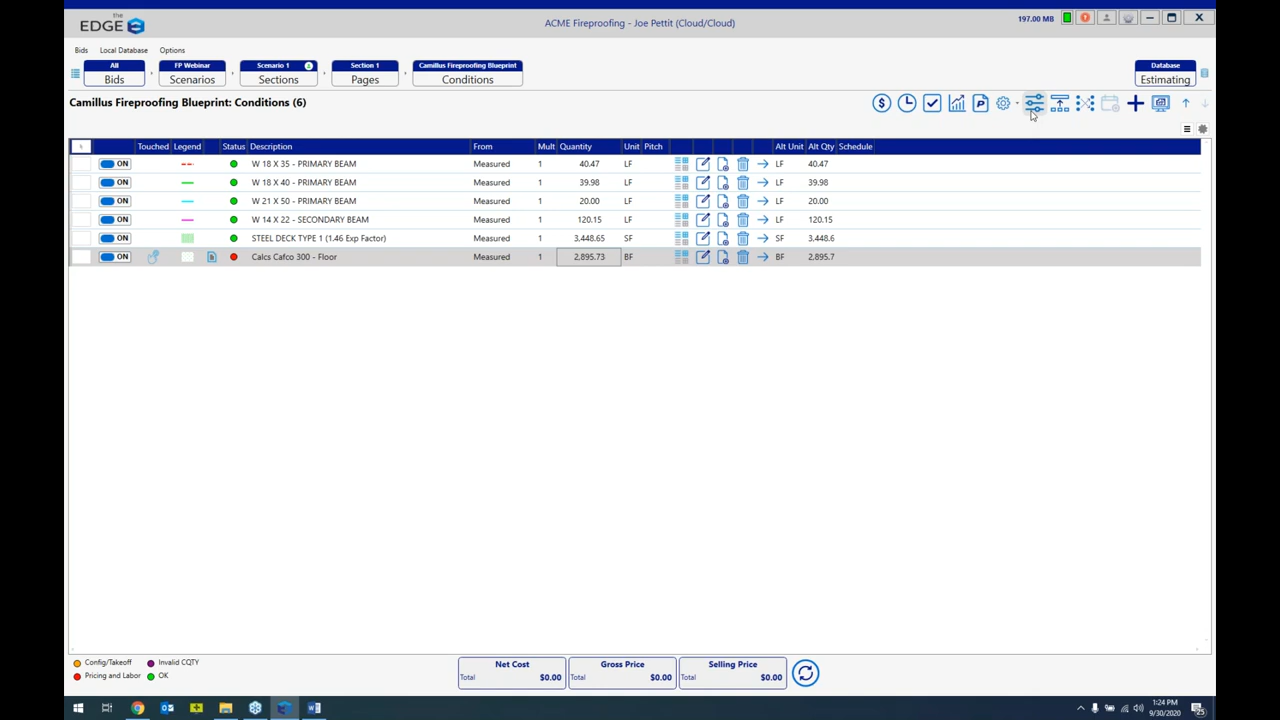 the
EDGE
ACME Fireproofing - Joe Pettit (Cloud/Cloud)
197.00 MB
Bids Local Database Options
All Bids
FP Webinar Scenarios
Scenario 1 Sections
Section 1 Pages
Camillus Fireproofing Blueprint Conditions
Database Estimating
Camillus Fireproofing Blueprint: Conditions (6)
Touched Legend Status Description From Mult Quantity Unit Pitch Alt Unit Alt Qty Schedule
ON W 18 X 35 - PRIMARY BEAM Measured 1 40.47 LF LF 40.47
ON W 18 X 40 - PRIMARY BEAM Measured 1 39.98 LF LF 39.98
ON W 21 X 50 - PRIMARY BEAM Measured 1 20.00 LF LF 20.00
ON W 14 X 22 - SECONDARY BEAM Measured 1 120.15 LF LF 120.15
ON STEEL DECK TYPE 1 (1.46 Exp Factor) Measured 1 3,448.65 SF SF 3,448.6
ON Calcs Cafco 300 - Floor Measured 1 2,895.73 BF BF 2,895.7
Config/Takeoff Invalid CQTY
Pricing and Labor OK
Net Cost
Total $0.00
Gross Price
Total $0.00
Selling Price
Total $0.00
1:24 PM
9/30/2020
25